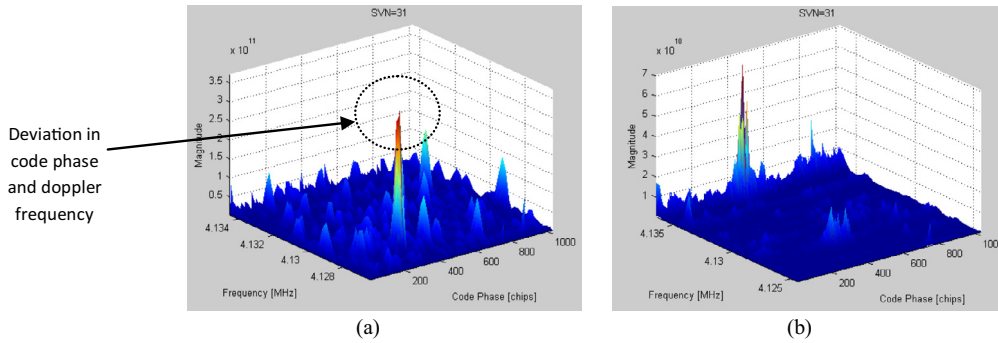 SVN=31
x 10^11
3.5
3
2.5
2
1.5
1
0.5
Magnitude
4.134
4.132
4.13
4.128
Frequency [MHz]
200
400
600
800
1000
Code Phase [chips]
Deviation in
code phase
and doppler
frequency
(a)
SVN=31
x 10^10
7
6
5
4
3
2
1
Magnitude
4.135
4.13
4.125
Frequency [MHz]
200
400
600
800
100
Code Phase [chips]
(b)